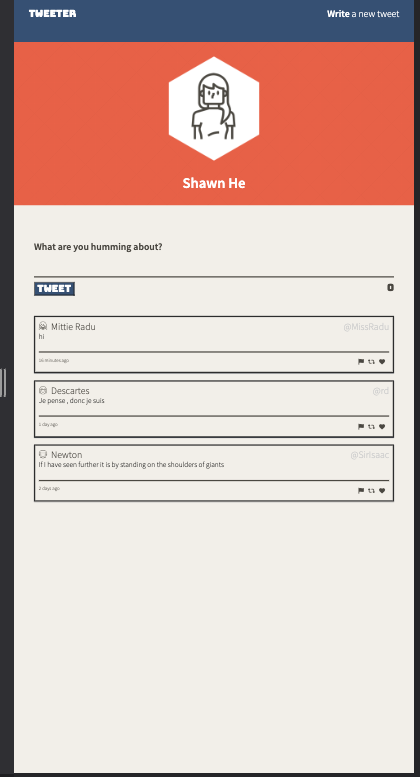 TWEETER
Write a new tweet
Shawn He
What are you humming about?
TWEET
0
Mittie Radu
@MissRadu
hi
16 minutes ago
Descartes
@rd
Je pense , donc je suis
1 day ago
Newton
@SirIsaac
If I have seen further it is by standing on the shoulders of giants
2 days ago